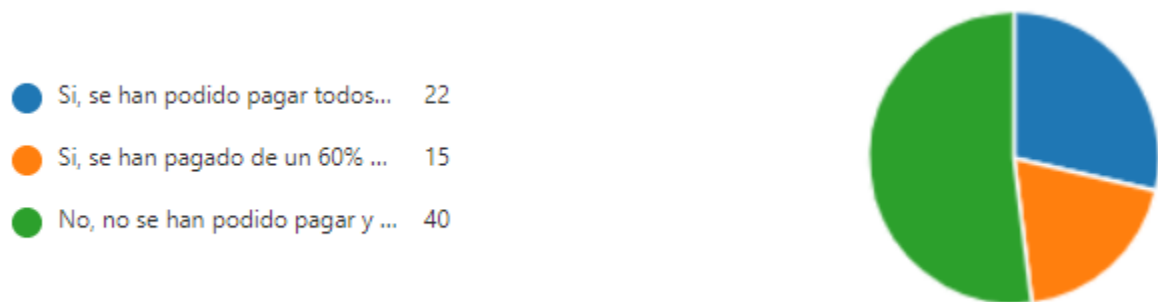 Si, se han podido pagar todos... 22
Si, se han pagado de un 60% ... 15
No, no se han podido pagar y ... 40